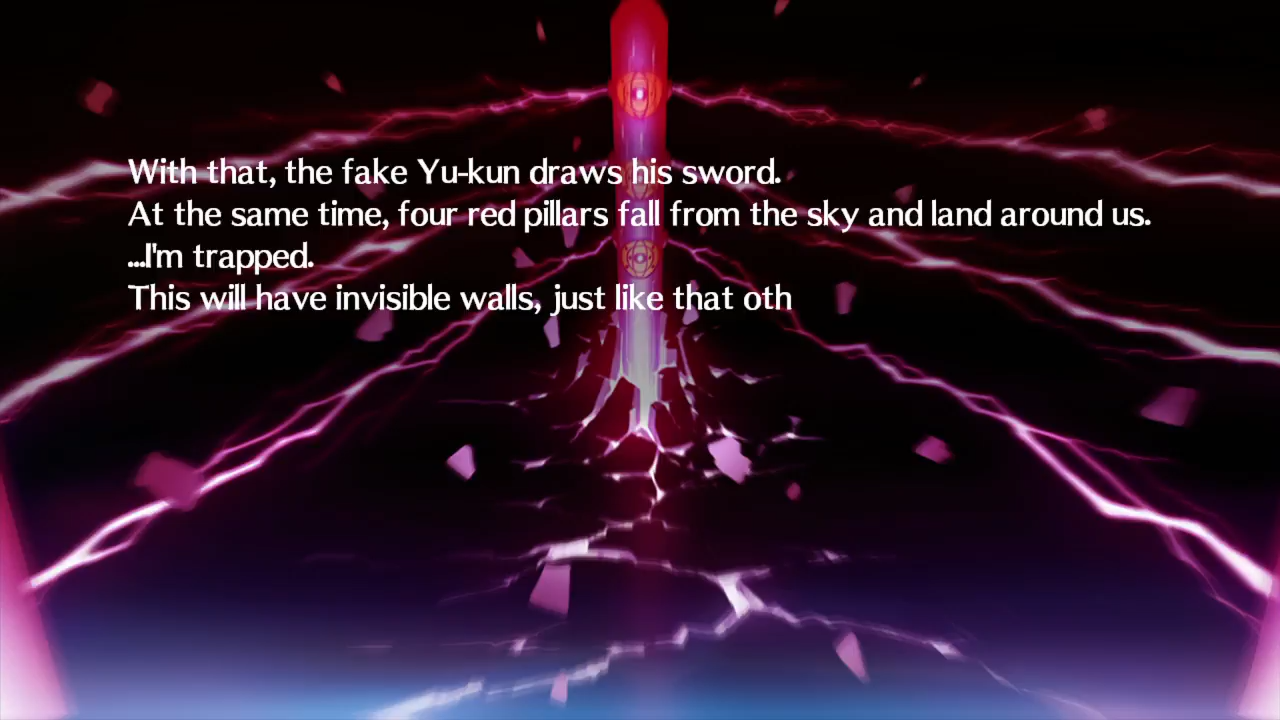 With that, the fake Yu-kun draws his sword.
At the same time, four red pillars fall from the sky and land around us.
...I'm trapped.
This will have invisible walls, just like that oth